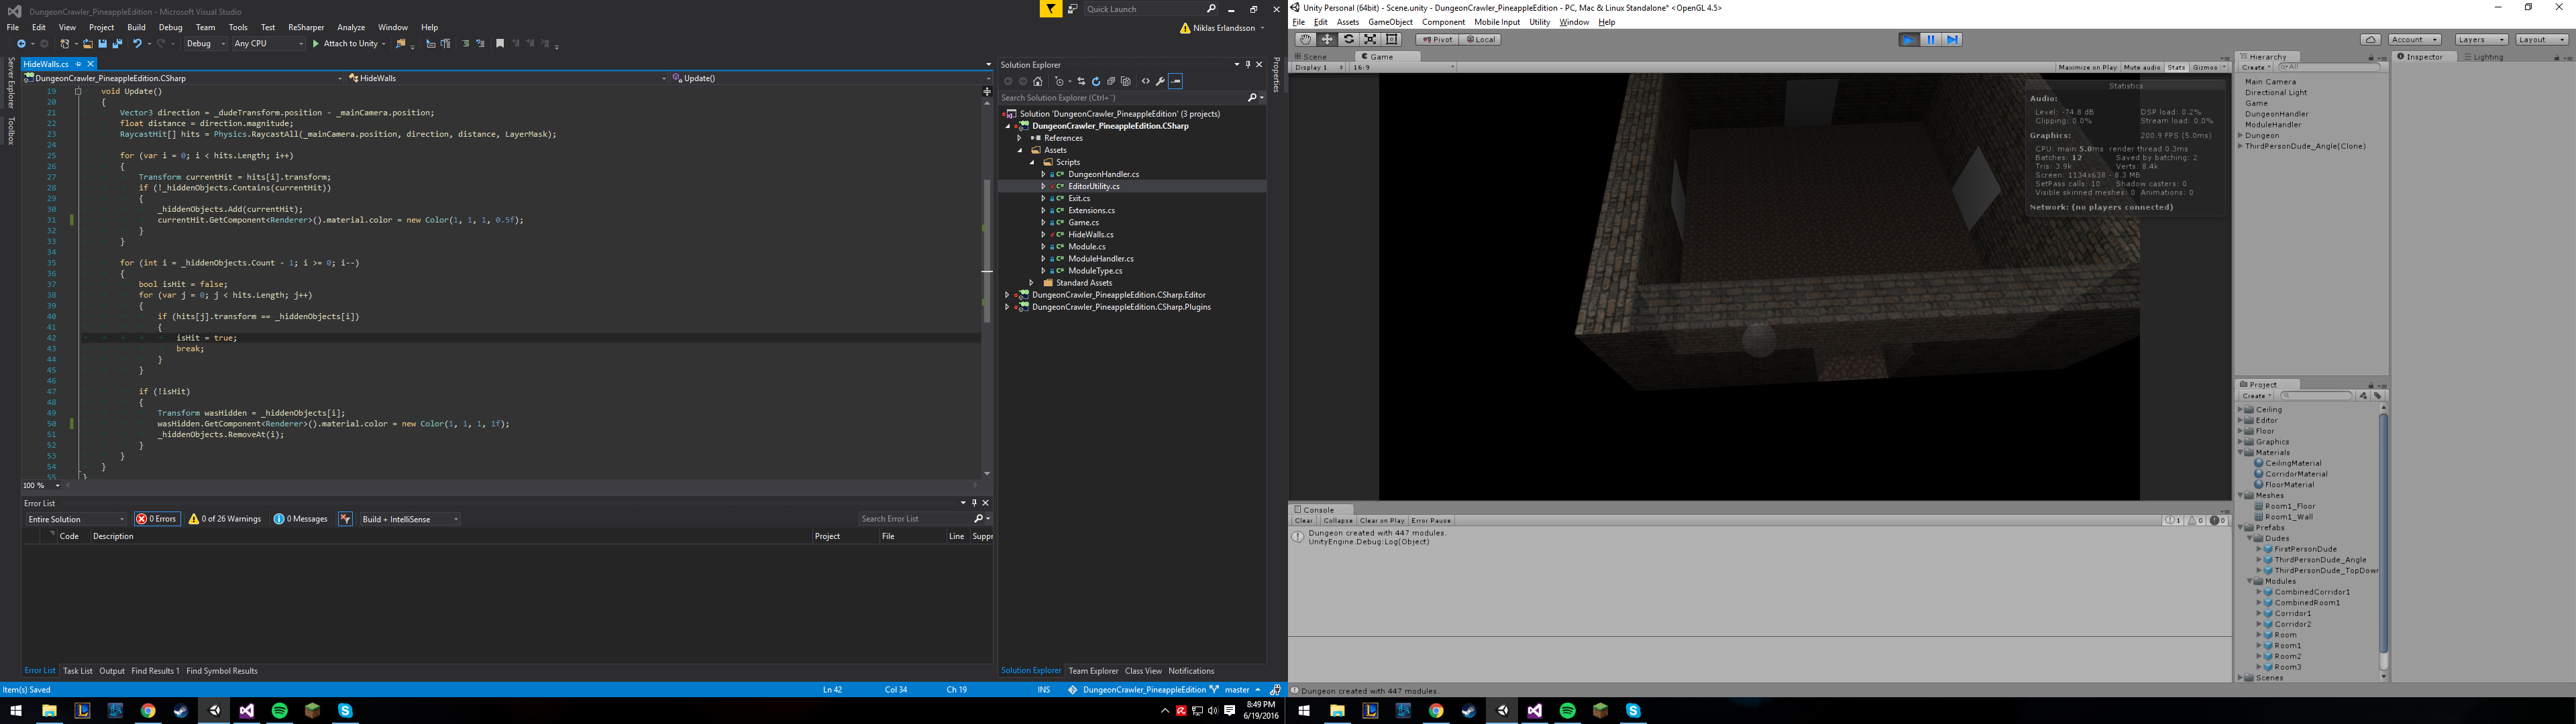 DungeonCrawler_PineappleEdition - Microsoft Visual Studio
Quick Launch (Ctrl+Q)
File Edit View Project Build Debug Team Tools Test ReSharper Analyze Window Help
Niklas Erlandsson
Debug Any CPU Attach to Unity
Server Explorer
Toolbox
HideWalls.cs
DungeonCrawler_PineappleEdition.CSharp HideWalls Update()
19 void Update()
20 {
21 Vector3 direction = _dudeTransform.position - _mainCamera.position;
22 float distance = direction.magnitude;
23 RaycastHit[] hits = Physics.RaycastAll(_mainCamera.position, direction, distance, LayerMask);
24
25 for (var i = 0; i < hits.Length; i++)
26 {
27 Transform currentHit = hits[i].transform;
28 if (!_hiddenObjects.Contains(currentHit))
29 {
30 _hiddenObjects.Add(currentHit);
31 currentHit.GetComponent<Renderer>().material.color = new Color(1, 1, 1, 0.5f);
32 }
33 }
34
35 for (int i = _hiddenObjects.Count - 1; i >= 0; i--)
36 {
37 bool isHit = false;
38 for (var j = 0; j < hits.Length; j++)
39 {
40 if (hits[j].transform == _hiddenObjects[i])
41 {
42 isHit = true;
43 break;
44 }
45 }
46
47 if (!isHit)
48 {
49 Transform wasHidden = _hiddenObjects[i];
50 wasHidden.GetComponent<Renderer>().material.color = new Color(1, 1, 1, 1f);
51 _hiddenObjects.RemoveAt(i);
52 }
53 }
54 }
55 }
100 %
Error List
Entire Solution 0 Errors 0 of 26 Warnings 0 Messages Build + IntelliSense Search Error List
Code Description Project File Line Suppr
Error List Task List Output Find Results 1 Find Symbol Results
Item(s) Saved Ln 42 Col 34 Ch 19 INS DungeonCrawler_PineappleEdition master
Solution Explorer
Search Solution Explorer (Ctrl+¨)
Solution 'DungeonCrawler_PineappleEdition' (3 projects)
DungeonCrawler_PineappleEdition.CSharp
References
Assets
Scripts
DungeonHandler.cs
EditorUtility.cs
Exit.cs
Extensions.cs
Game.cs
HideWalls.cs
Module.cs
ModuleHandler.cs
ModuleType.cs
Standard Assets
DungeonCrawler_PineappleEdition.CSharp.Editor
DungeonCrawler_PineappleEdition.CSharp.Plugins
Solution Explorer Team Explorer Class View Notifications
Properties
8:49 PM
6/19/2016
Unity Personal (64bit) - Scene.unity - DungeonCrawler_PineappleEdition - PC, Mac & Linux Standalone* <OpenGL 4.5>
File Edit Assets GameObject Component Mobile Input Utility Window Help
Pivot Local
Account Layers Layout
Scene Game
Display 1 16:9 Maximize on Play Mute audio Stats Gizmos
Statistics
Audio:
Level: -74.8 dB DSP load: 0.2%
Clipping: 0.0% Stream load: 0.0%
Graphics: 200.9 FPS (5.0ms)
CPU: main 5.0ms render thread 0.3ms
Batches: 12 Saved by batching: 2
Tris: 3.9k Verts: 8.4k
Screen: 1134x638 - 8.3 MB
SetPass calls: 10 Shadow casters: 0
Visible skinned meshes: 0 Animations: 0
Network: (no players connected)
Console
Clear Collapse Clear on Play Error Pause 1 0 0
Dungeon created with 447 modules.
UnityEngine.Debug:Log(Object)
Dungeon created with 447 modules.
Hierarchy
Create All
Main Camera
Directional Light
Game
DungeonHandler
ModuleHandler
Dungeon
ThirdPersonDude_Angle(Clone)
Project
Create
Ceiling
Editor
Floor
Graphics
Materials
CeilingMaterial
CorridorMaterial
FloorMaterial
Meshes
Room1_Floor
Room1_Wall
Prefabs
Dudes
FirstPersonDude
ThirdPersonDude_Angle
ThirdPersonDude_TopDown
Modules
CombinedCorridor1
CombinedRoom1
Corridor1
Corridor2
Room
Room1
Room2
Room3
Scenes
Inspector Lighting